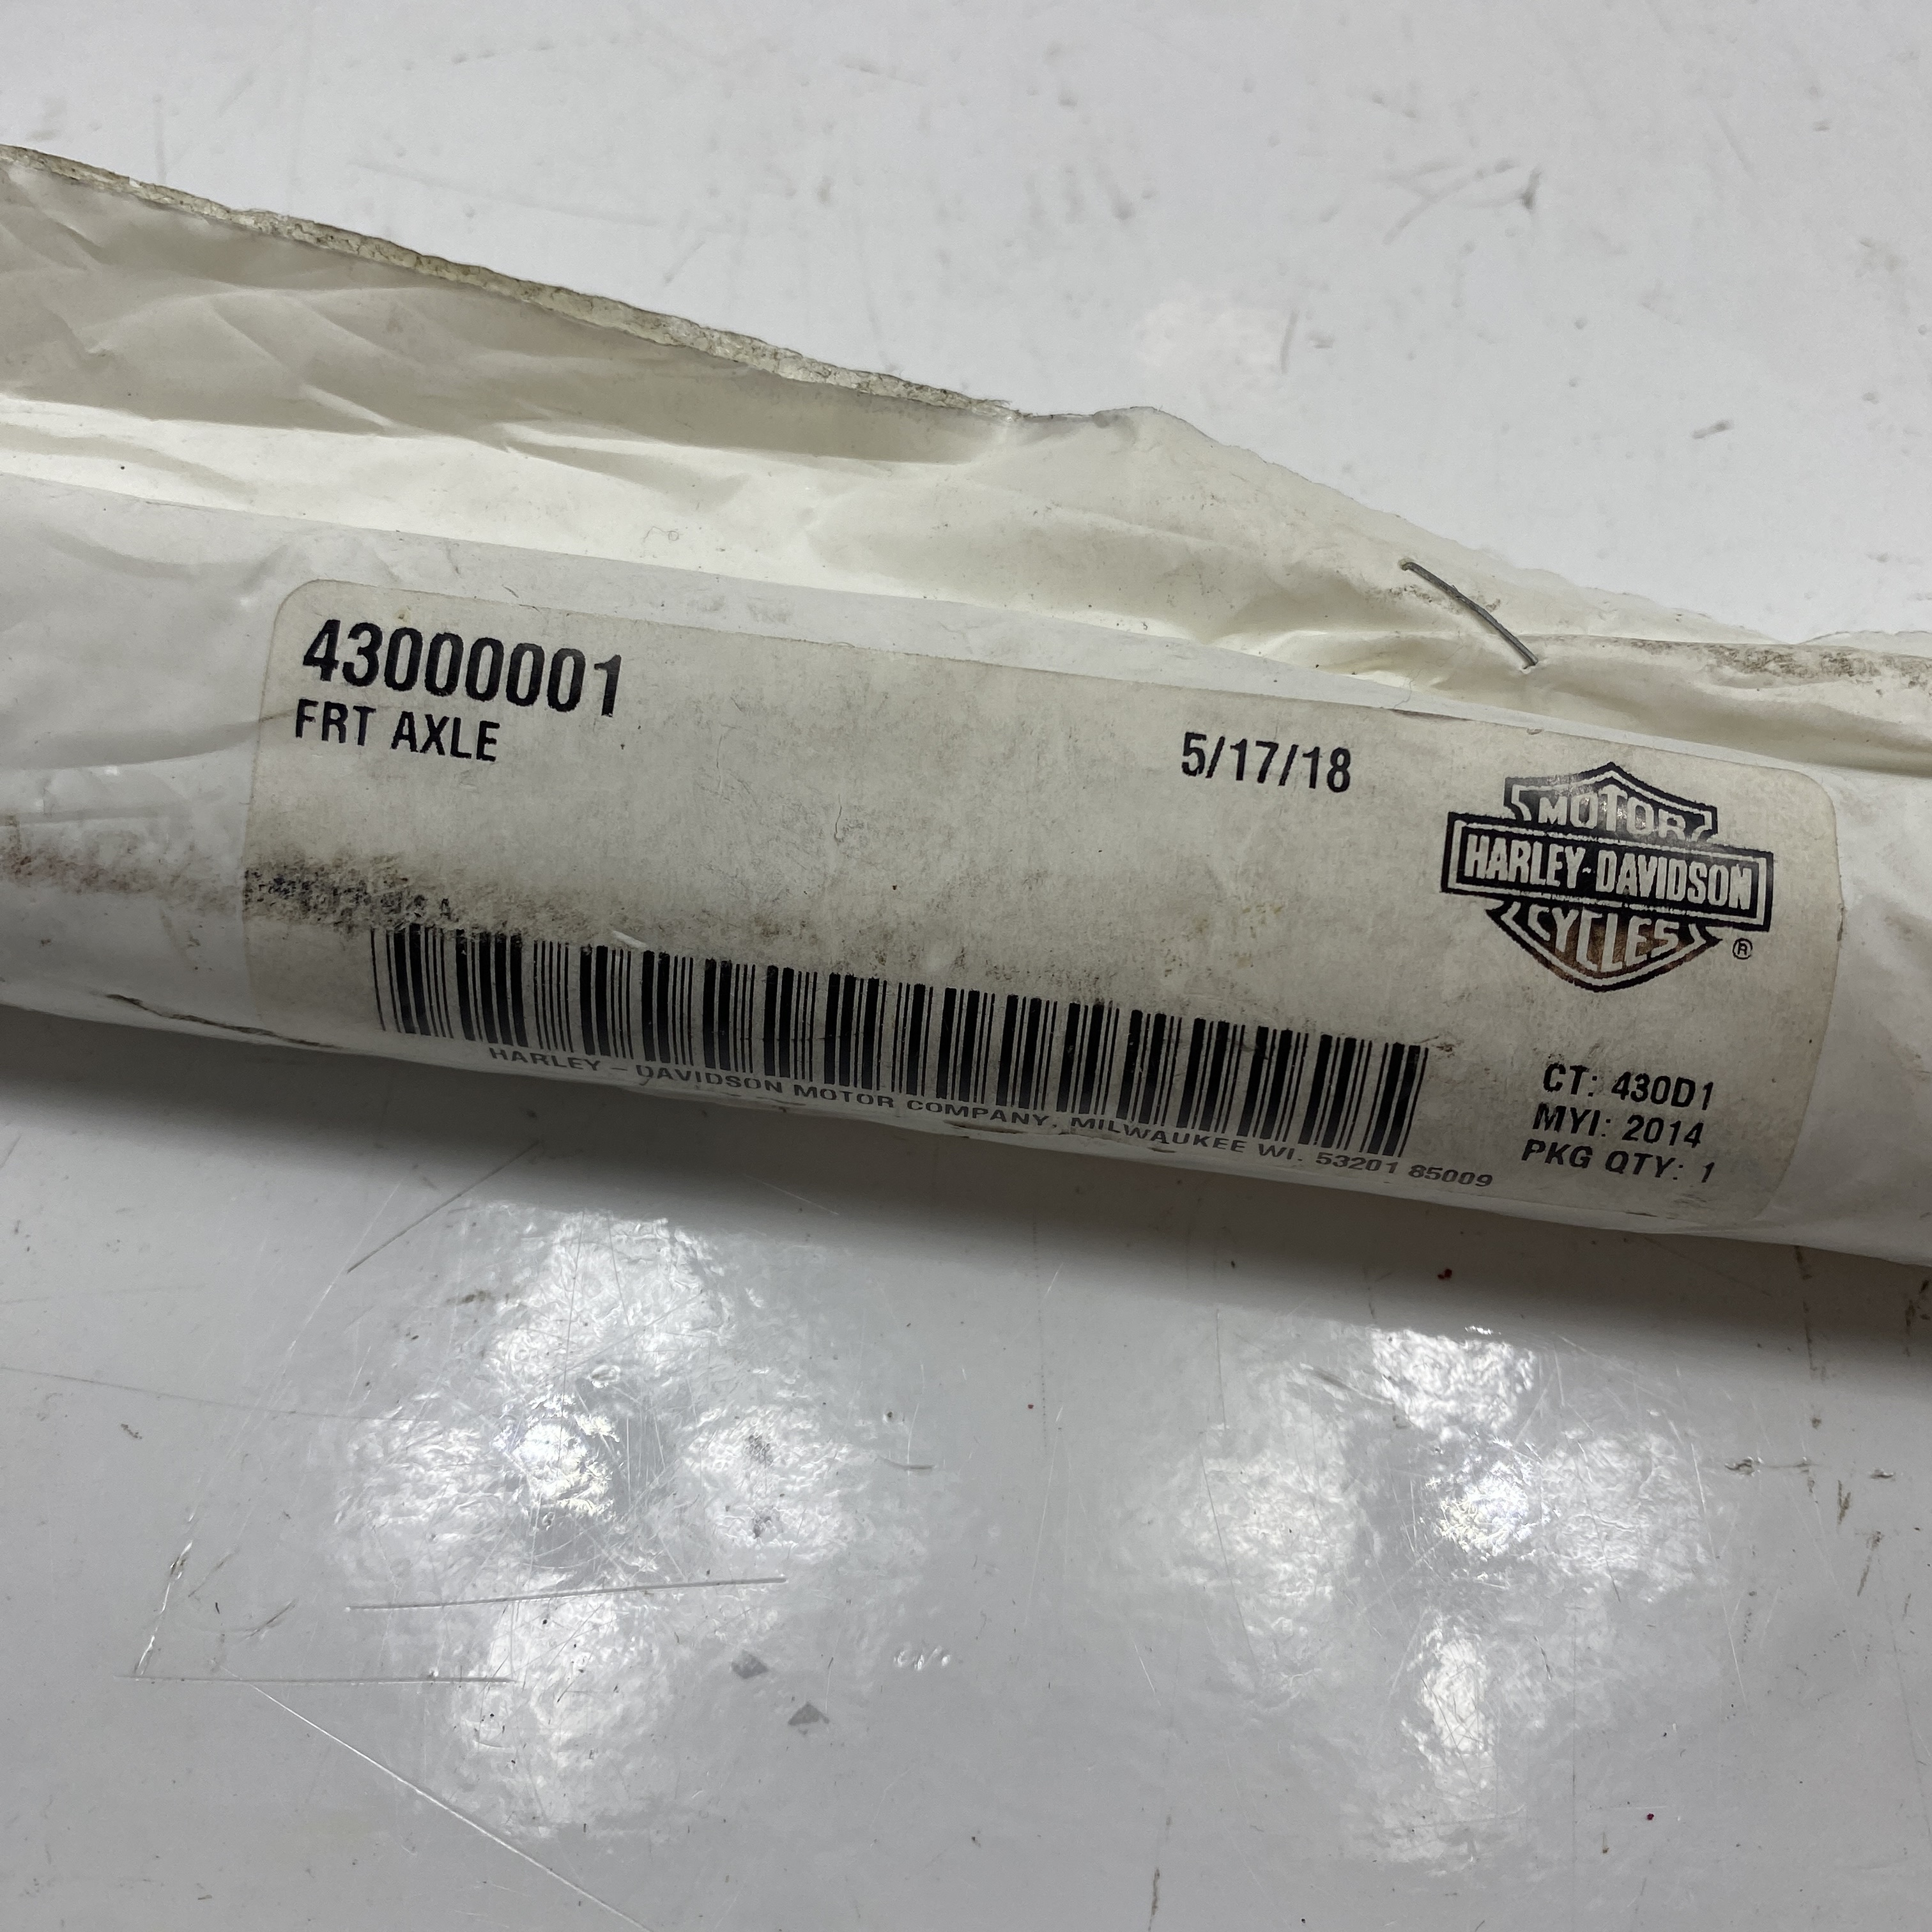 43000001
FRT AXLE
5/17/18
MOTOR
HARLEY-DAVIDSON
CYCLES
®
HARLEY - DAVIDSON MOTOR COMPANY, MILWAUKEE WI. 53201 85009
CT: 430D1
MYI: 2014
PKG QTY: 1